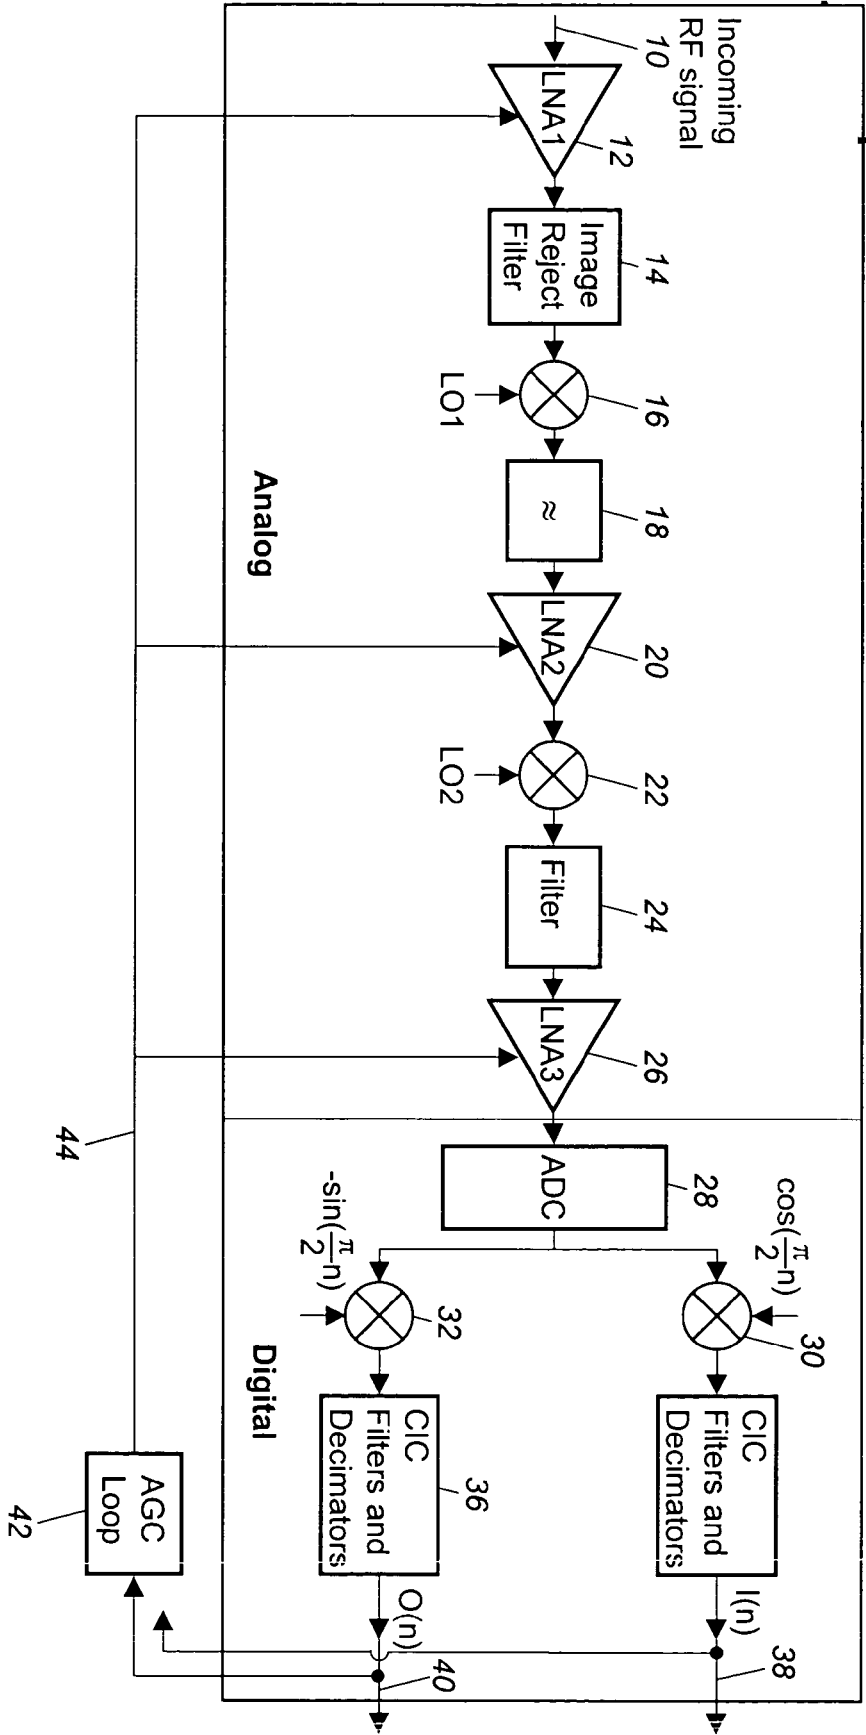 Incoming
RF signal
10
LNA1
12
Image
Reject
Filter
14
LO1
16
≈
18
LNA2
20
LO2
22
Filter
24
LNA3
26
Analog
ADC
28
cos(π/2 n)
30
-sin(π/2 n)
32
CIC
Filters and
Decimators
CIC
Filters and
Decimators
36
I(n)
38
O(n)
40
Digital
AGC
Loop
42
44